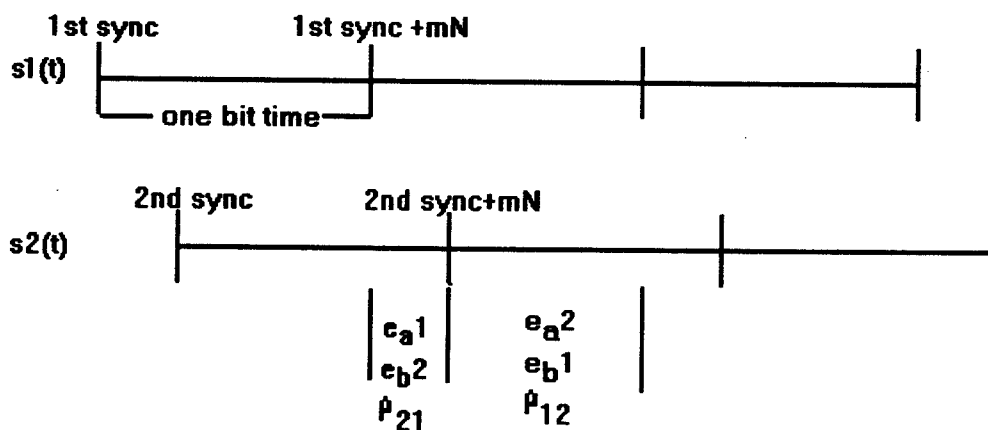 1st sync 1st sync +mN
s1(t)
one bit time
2nd sync 2nd sync+mN
s2(t)
ea1 ea2
eb2 eb1
ρ̂21 ρ̂12